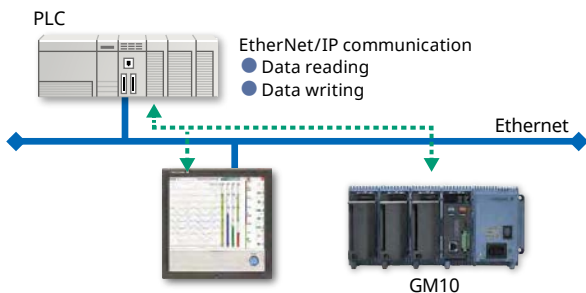 PLC
EtherNet/IP communication
Data reading
Data writing
Ethernet
GM10